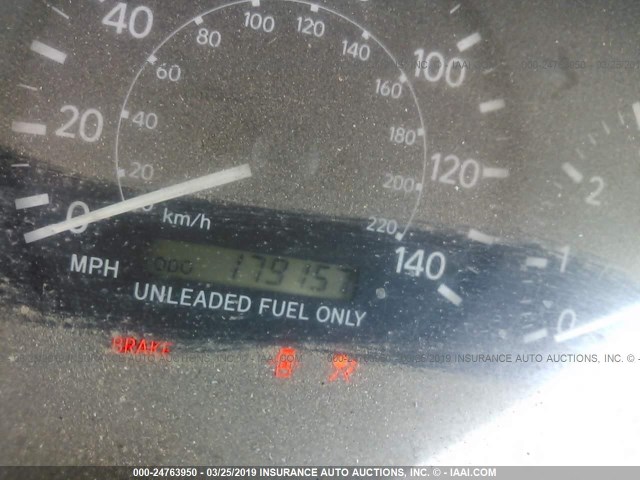 40 80 100 120 140 100
60 160
20 40 180 120 2
20 200
0 km/h 220 140 1
MPH ODO 179157
UNLEADED FUEL ONLY 0
BRAKE
000-24763950 - 03/25/2019 INSURANCE AUTO AUCTIONS, INC. - © - IAAI.COM